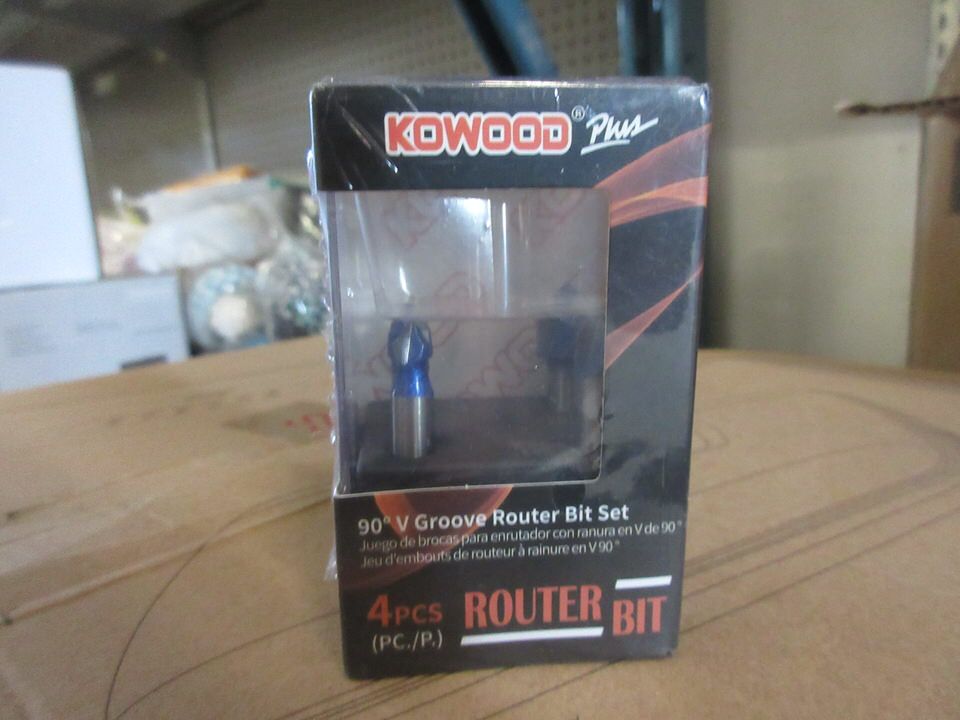 KOWOOD® Plus
90° V Groove Router Bit Set
Juego de brocas para enrutador con ranura en V de 90°
Jeu d'embouts de routeur à rainure en V 90°
4PCS
(PC./P.)
ROUTER BIT